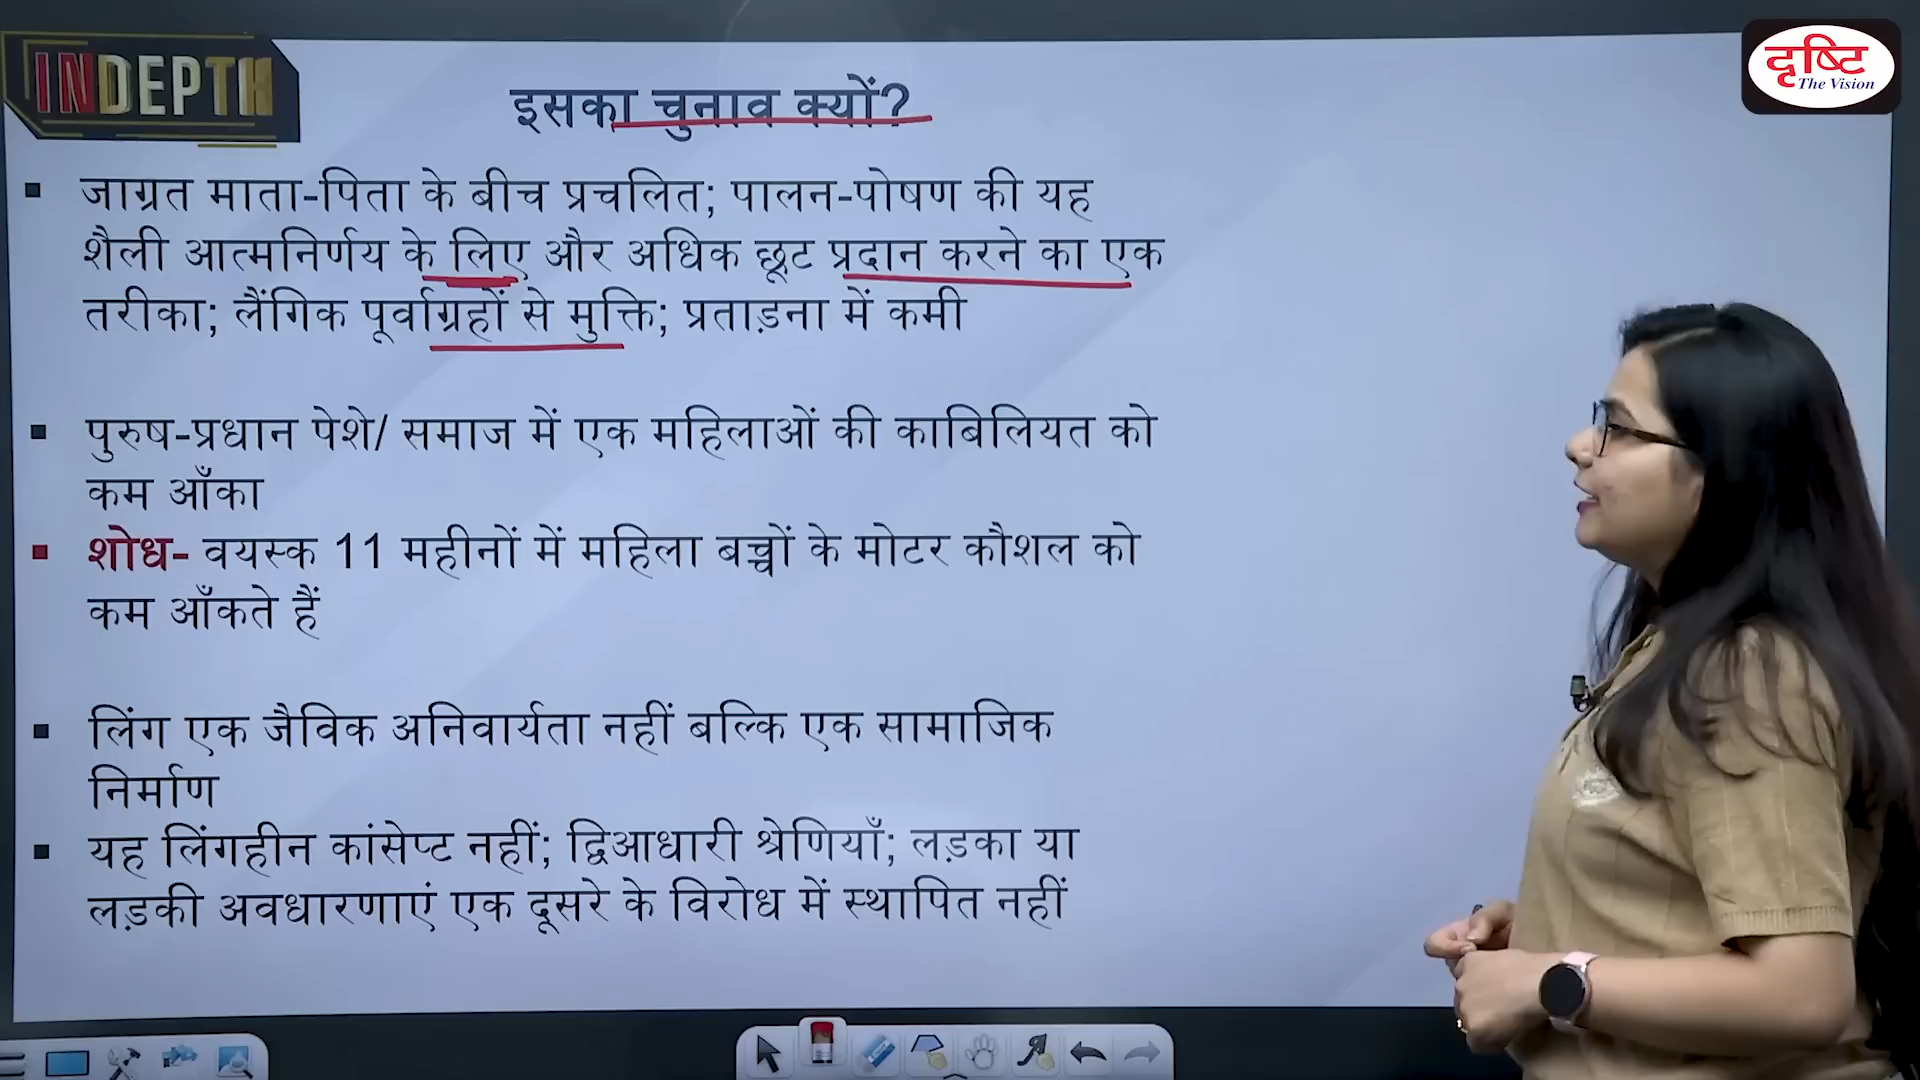 INDEPTH
दृष्टि
The Vision
इसका चुनाव क्यों?
▪ जाग्रत माता-पिता के बीच प्रचलित; पालन-पोषण की यह
शैली आत्मनिर्णय के लिए और अधिक छूट प्रदान करने का एक
तरीका; लैंगिक पूर्वाग्रहों से मुक्ति; प्रताड़ना में कमी
▪ पुरुष-प्रधान पेशे/ समाज में एक महिलाओं की काबिलियत को
कम आँका
▪ शोध- वयस्क 11 महीनों में महिला बच्चों के मोटर कौशल को
कम आँकते हैं
▪ लिंग एक जैविक अनिवार्यता नहीं बल्कि एक सामाजिक
निर्माण
▪ यह लिंगहीन कांसेप्ट नहीं; द्विआधारी श्रेणियाँ; लड़का या
लड़की अवधारणाएं एक दूसरे के विरोध में स्थापित नहीं